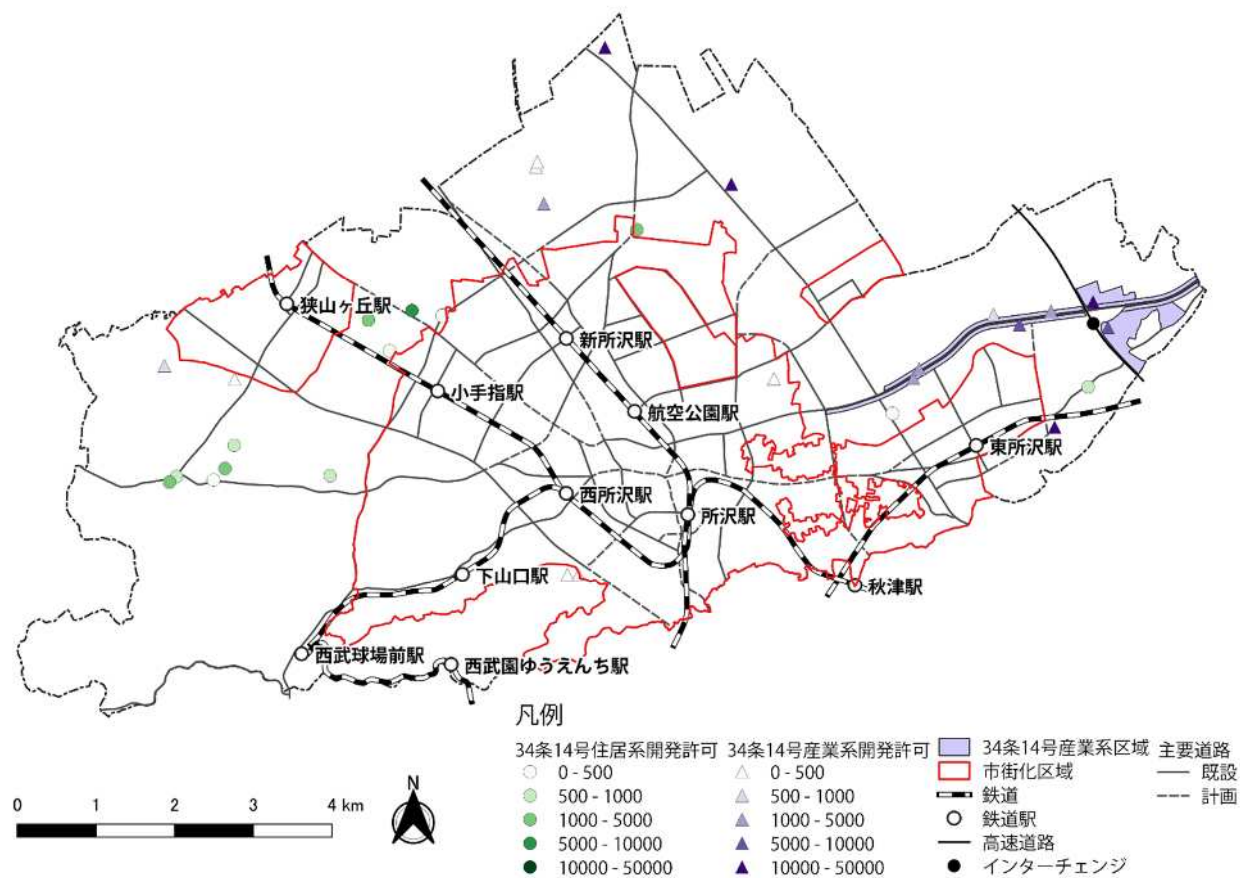 狭山ヶ丘駅
新所沢駅
小手指駅
航空公園駅
東所沢駅
西所沢駅
所沢駅
下山口駅
秋津駅
西武球場前駅
西武園ゆうえんち駅
凡例
34条14号住居系開発許可
0 - 500
500 - 1000
1000 - 5000
5000 - 10000
10000 - 50000
34条14号産業系開発許可
0 - 500
500 - 1000
1000 - 5000
5000 - 10000
10000 - 50000
34条14号産業系区域
市街化区域
鉄道
鉄道駅
高速道路
インターチェンジ
主要道路
既設
計画
0 1 2 3 4 km
N